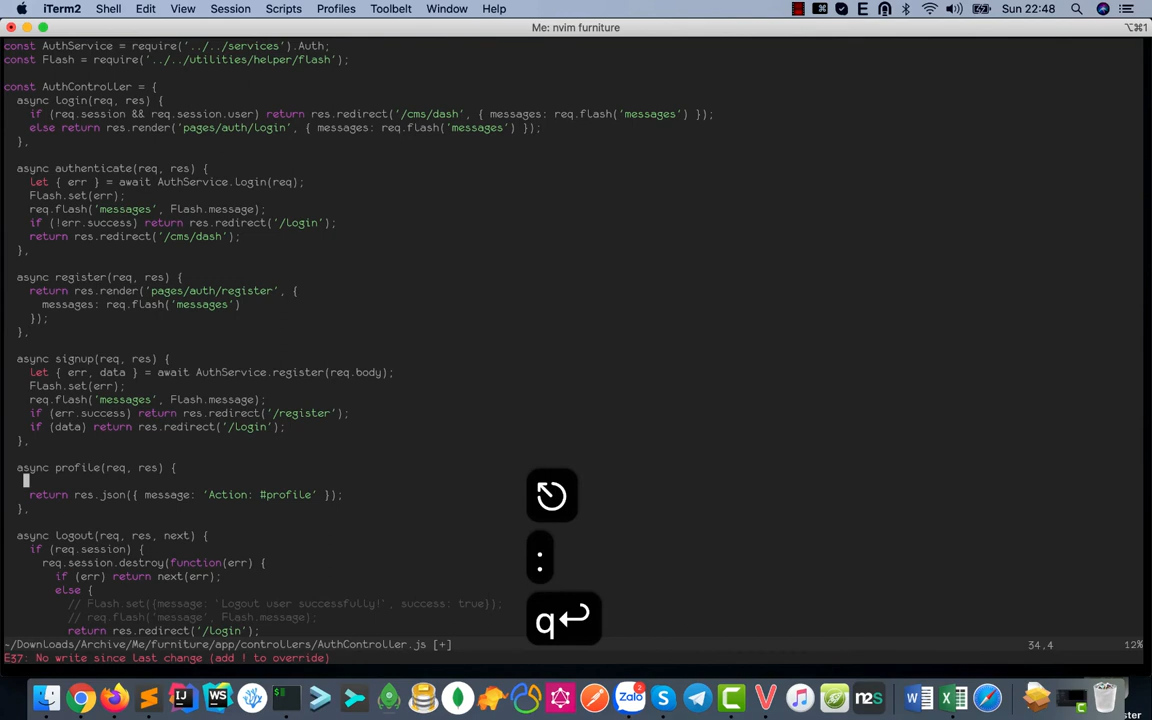 iTerm2 Shell Edit View Session Scripts Profiles Toolbelt Window Help Sun 22:48
Me: nvim furniture ⌥⌘1
const AuthService = require('../../services').Auth;
const Flash = require('../../utilities/helper/flash');
const AuthController = {
async login(req, res) {
if (req.session && req.session.user) return res.redirect('/cms/dash', { messages: req.flash('messages') });
else return res.render('pages/auth/login', { messages: req.flash('messages') });
},
async authenticate(req, res) {
let { err } = await AuthService.login(req);
Flash.set(err);
req.flash('messages', Flash.message);
if (!err.success) return res.redirect('/login');
return res.redirect('/cms/dash');
},
async register(req, res) {
return res.render('pages/auth/register', {
messages: req.flash('messages')
});
},
async signup(req, res) {
let { err, data } = await AuthService.register(req.body);
Flash.set(err);
req.flash('messages', Flash.message);
if (err.success) return res.redirect('/register');
if (data) return res.redirect('/login');
},
async profile(req, res) {
return res.json({ message: 'Action: #profile' });
},
async logout(req, res, next) {
if (req.session) {
req.session.destroy(function(err) {
if (err) return next(err);
else {
// Flash.set({message: 'Logout user successfully!', success: true});
// req.flash('message', Flash.message);
return res.redirect('/login');
~/Downloads/Archive/Me/furniture/app/controllers/AuthController.js [+] 34.4 12%
E37: No write since last change (add ! to override)
:
q↩